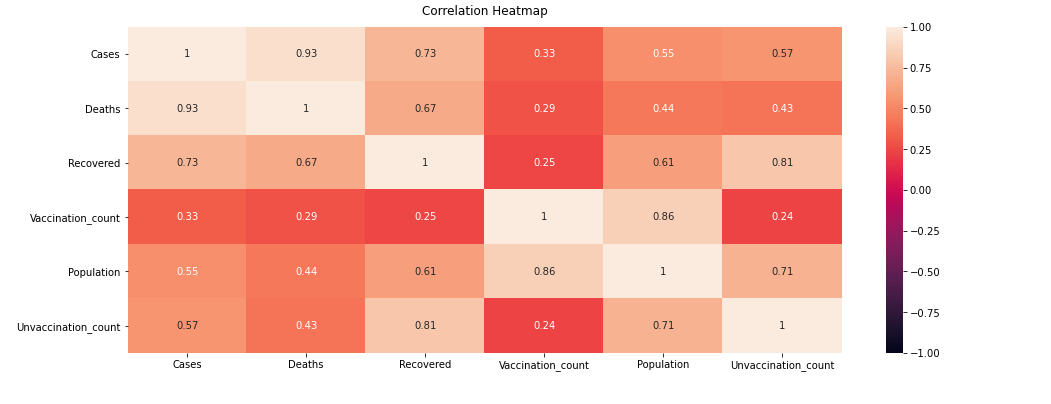 Correlation Heatmap
Cases 1 0.93 0.73 0.33 0.55 0.57
Deaths 0.93 1 0.67 0.29 0.44 0.43
Recovered 0.73 0.67 1 0.25 0.61 0.81
Vaccination_count 0.33 0.29 0.25 1 0.86 0.24
Population 0.55 0.44 0.61 0.86 1 0.71
Unvaccination_count 0.57 0.43 0.81 0.24 0.71 1
Cases Deaths Recovered Vaccination_count Population Unvaccination_count
1.00
0.75
0.50
0.25
0.00
−0.25
−0.50
−0.75
−1.00